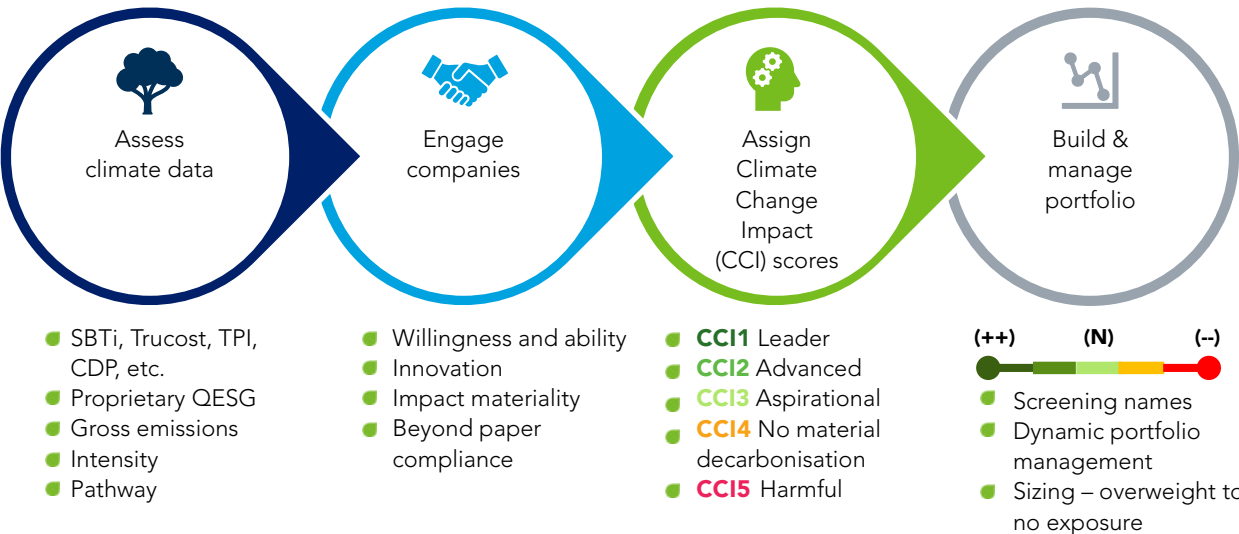 Assess
climate data
Engage
companies
Assign
Climate
Change
Impact
(CCI) scores
Build &
manage
portfolio
SBTi, Trucost, TPI,
CDP, etc.
Proprietary QESG
Gross emissions
Intensity
Pathway
Willingness and ability
Innovation
Impact materiality
Beyond paper
compliance
CCI1 Leader
CCI2 Advanced
CCI3 Aspirational
CCI4 No material
decarbonisation
CCI5 Harmful
(++) (N) (--)
Screening names
Dynamic portfolio
management
Sizing – overweight to
no exposure